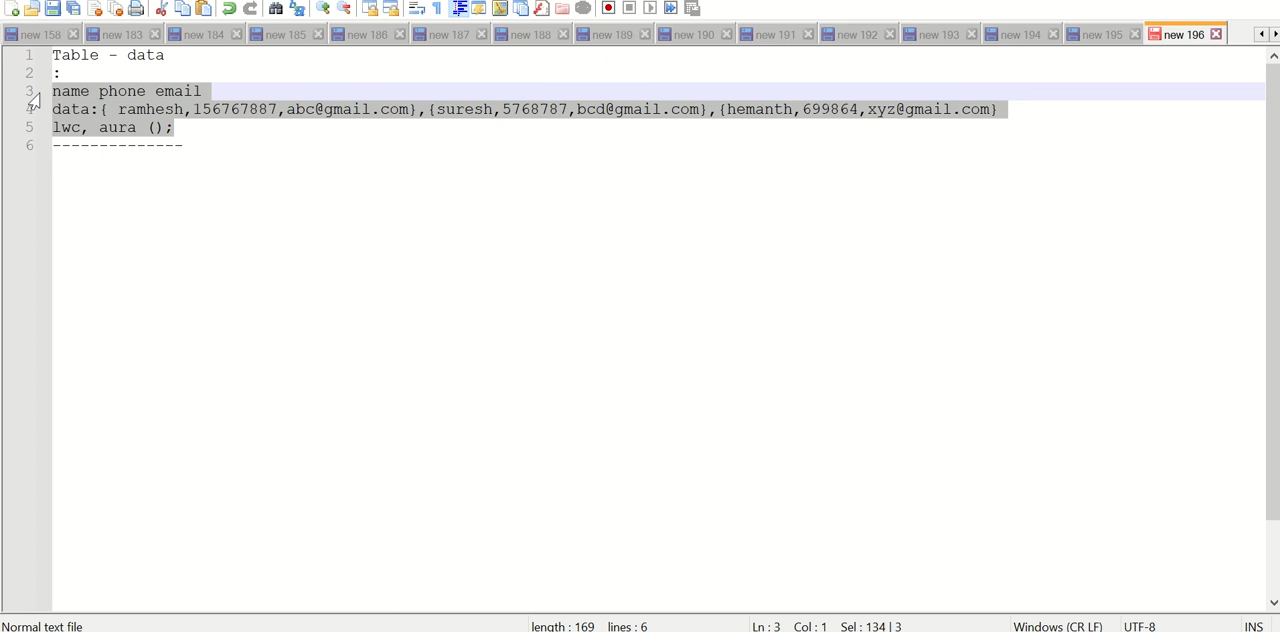 new 158 new 183 new 184 new 185 new 186 new 187 new 188 new 189 new 190 new 191 new 192 new 193 new 194 new 195 new 196
1 Table - data
2 :
3 name phone email
4 data:{ ramhesh,156767887,abc@gmail.com},{suresh,5768787,bcd@gmail.com},{hemanth,699864,xyz@gmail.com}
5 lwc, aura ();
6 --------------
Normal text file length : 169 lines : 6 Ln : 3 Col : 1 Sel : 134 | 3 Windows (CR LF) UTF-8 INS